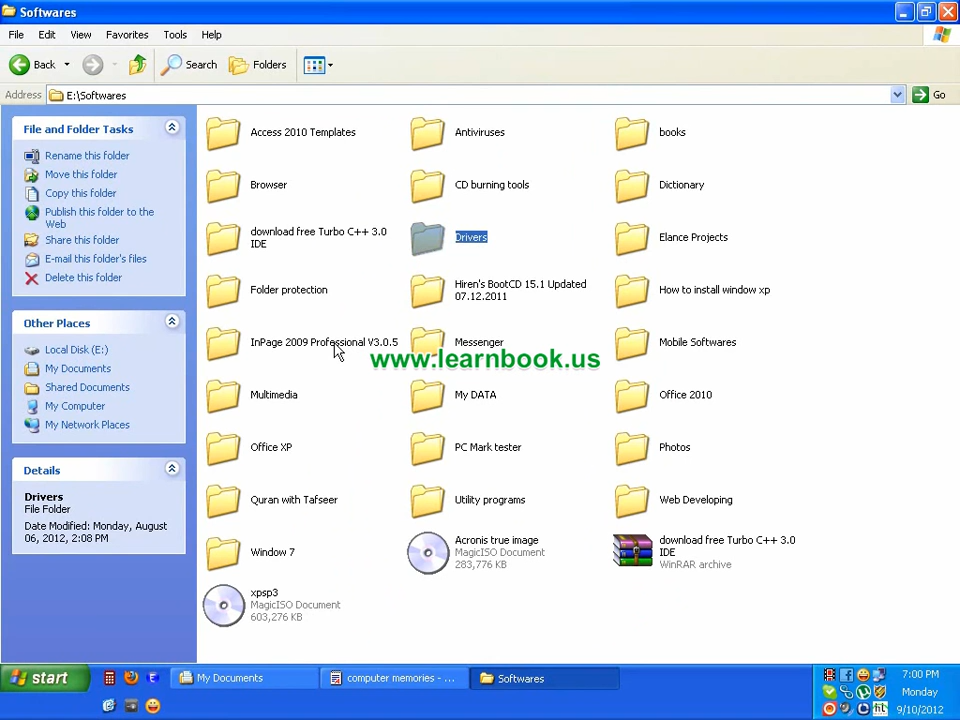 Softwares
File Edit View Favorites Tools Help
Back Search Folders
Address E:\Softwares Go
File and Folder Tasks
Rename this folder
Move this folder
Copy this folder
Publish this folder to the
Web
Share this folder
E-mail this folder's files
Delete this folder
Other Places
Local Disk (E:)
My Documents
Shared Documents
My Computer
My Network Places
Details
Drivers
File Folder
Date Modified: Monday, August
06, 2012, 2:08 PM
Access 2010 Templates
Antiviruses
books
Browser
CD burning tools
Dictionary
download free Turbo C++ 3.0
IDE
Drivers
Elance Projects
Folder protection
Hiren's BootCD 15.1 Updated
07.12.2011
How to install window xp
InPage 2009 Professional V3.0.5
Messenger
Mobile Softwares
www.learnbook.us
Multimedia
My DATA
Office 2010
Office XP
PC Mark tester
Photos
Quran with Tafseer
Utility programs
Web Developing
Window 7
Acronis true image
MagicISO Document
283,776 KB
download free Turbo C++ 3.0
IDE
WinRAR archive
xpsp3
MagicISO Document
603,276 KB
start
My Documents
computer memories - ...
Softwares
7:00 PM
Monday
9/10/2012